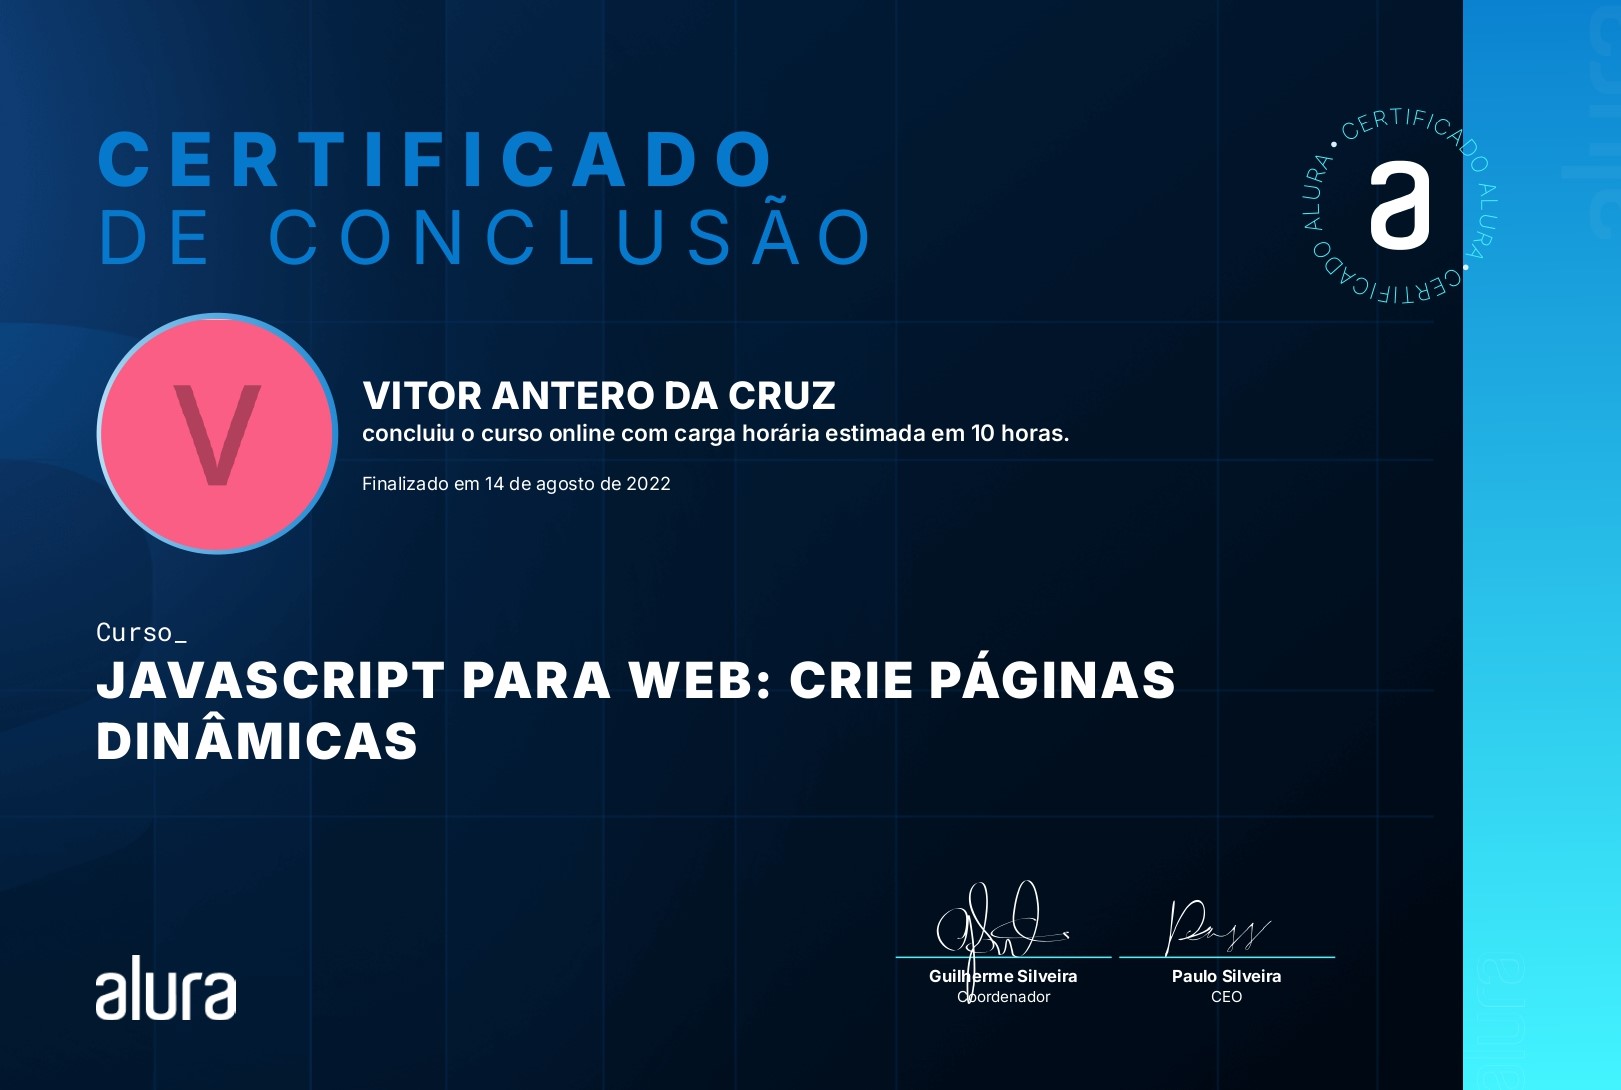 CERTIFICADO
DE CONCLUSÃO
CERTIFICADO ALURA • CERTIFICADO ALURA •
a
V
VITOR ANTERO DA CRUZ
concluiu o curso online com carga horária estimada em 10 horas.
Finalizado em 14 de agosto de 2022
Curso_
JAVASCRIPT PARA WEB: CRIE PÁGINAS
DINÂMICAS
Guilherme Silveira
Coordenador
Paulo Silveira
CEO
alura
alura
alura